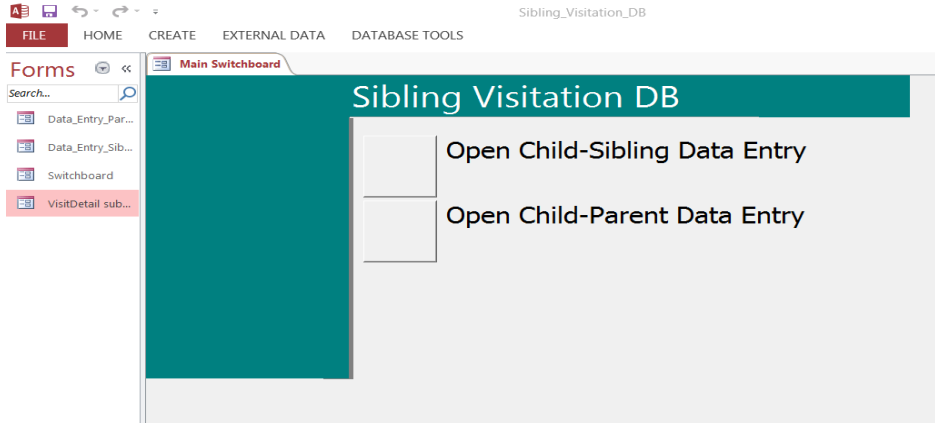 Sibling_Visitation_DB
FILE HOME CREATE EXTERNAL DATA DATABASE TOOLS
Forms
Search...
Data_Entry_Par...
Data_Entry_Sib...
Switchboard
VisitDetail sub...
Main Switchboard
Sibling Visitation DB
Open Child-Sibling Data Entry
Open Child-Parent Data Entry